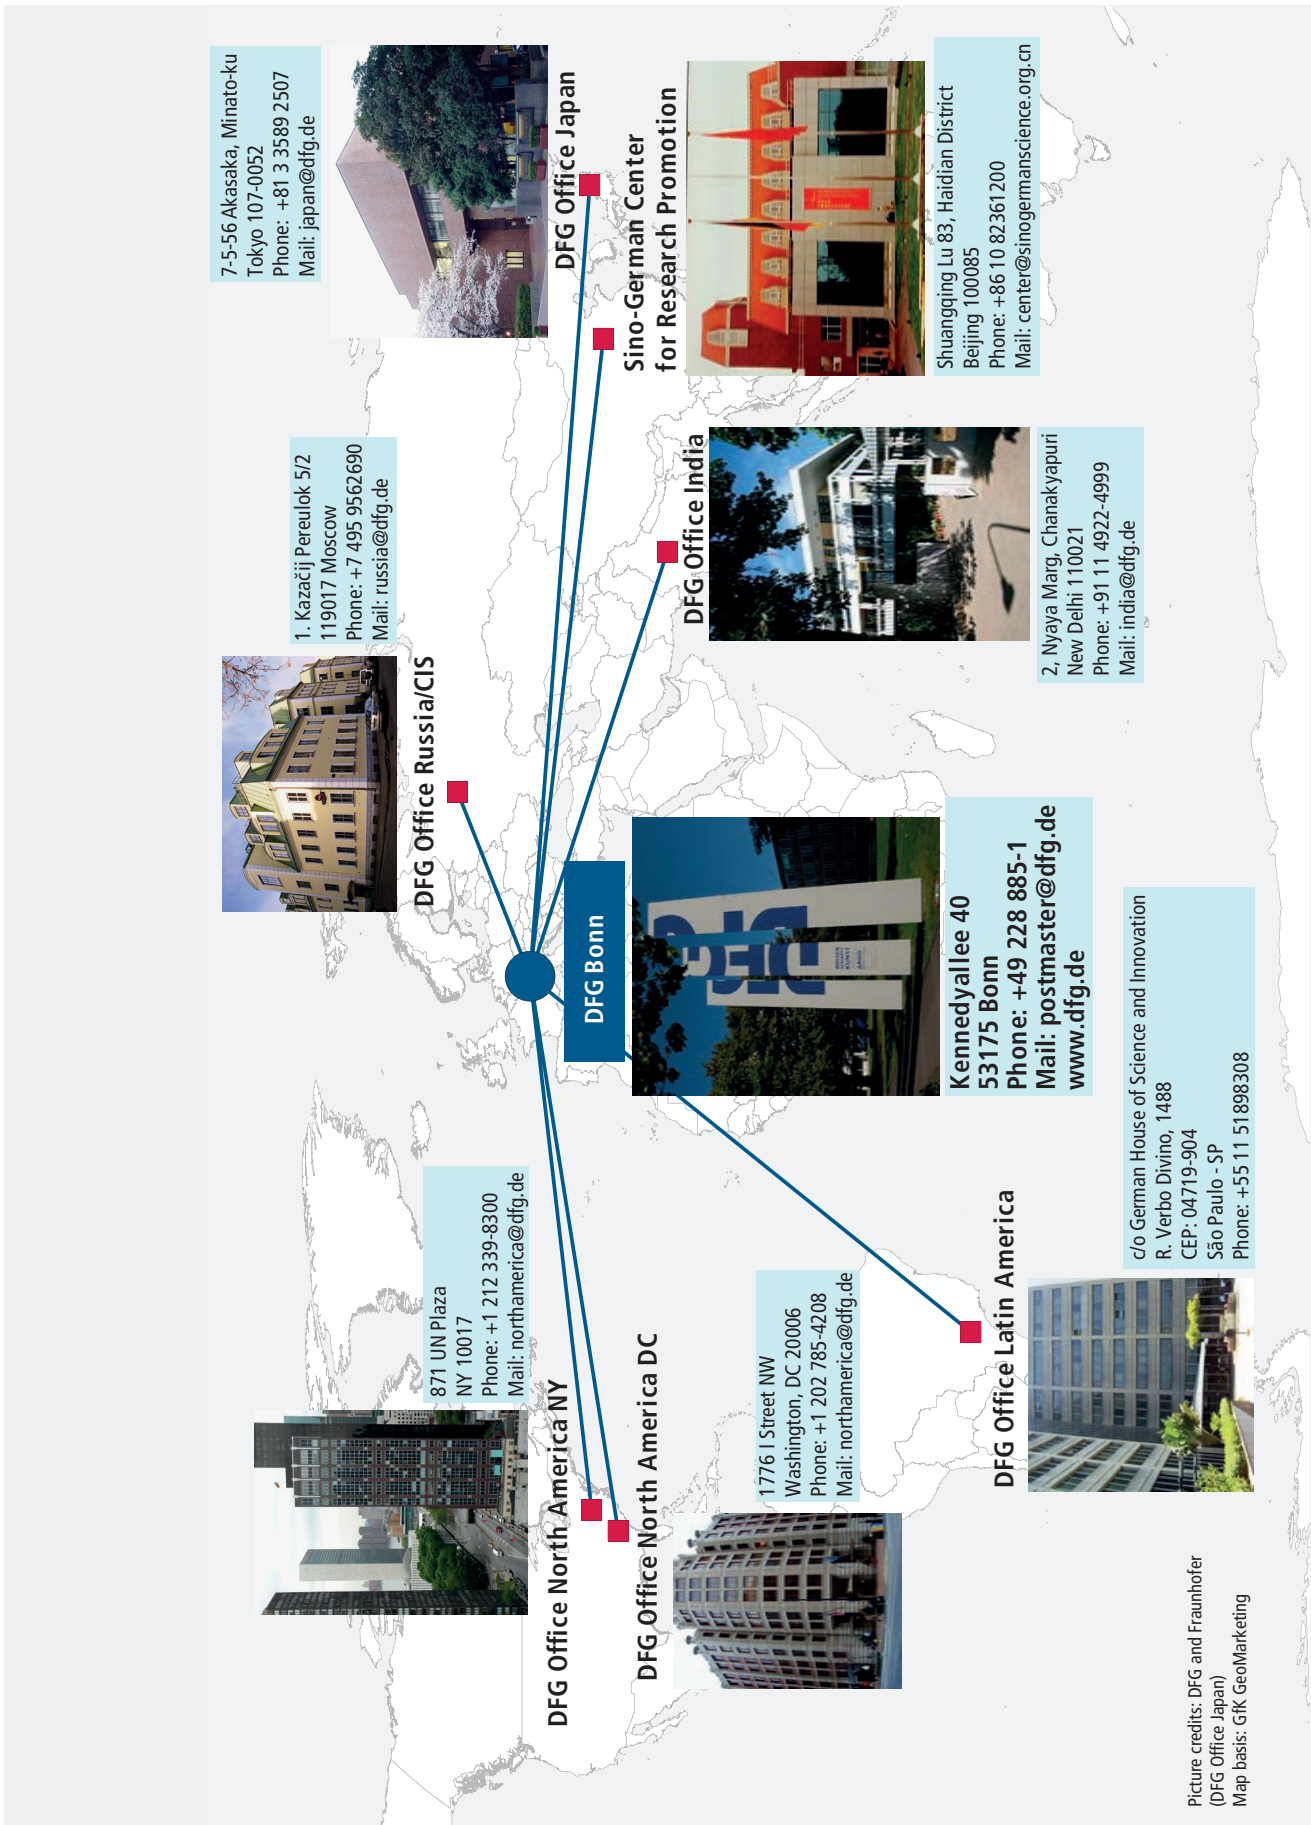 7-5-56 Akasaka, Minato-ku
Tokyo 107-0052
Phone: +81 3 3589 2507
Mail: japan@dfg.de
DFG Office Japan
Sino-German Center
for Research Promotion
Shuangqing Lu 83, Haidian District
Beijing 100085
Phone: +86 10 82361200
Mail: center@sinogermanscience.org.cn
1. Kazačij Pereulok 5/2
119017 Moscow
Phone: +7 495 9562690
Mail: russia@dfg.de
DFG Office Russia/CIS
DFG Office India
2, Nyaya Marg, Chanakyapuri
New Delhi 110021
Phone: +91 11 4922-4999
Mail: india@dfg.de
DFG Bonn
DFG
Kennedyallee 40
53175 Bonn
Phone: +49 228 885-1
Mail: postmaster@dfg.de
www.dfg.de
871 UN Plaza
NY 10017
Phone: +1 212 339-8300
Mail: northamerica@dfg.de
DFG Office North America NY
DFG Office North America DC
1776 I Street NW
Washington, DC 20006
Phone: +1 202 785-4208
Mail: northamerica@dfg.de
DFG Office Latin America
c/o German House of Science and Innovation
R. Verbo Divino, 1488
CEP: 04719-904
São Paulo - SP
Phone: +55 11 51898308
Picture credits: DFG and Fraunhofer
(DFG Office Japan)
Map basis: GfK GeoMarketing